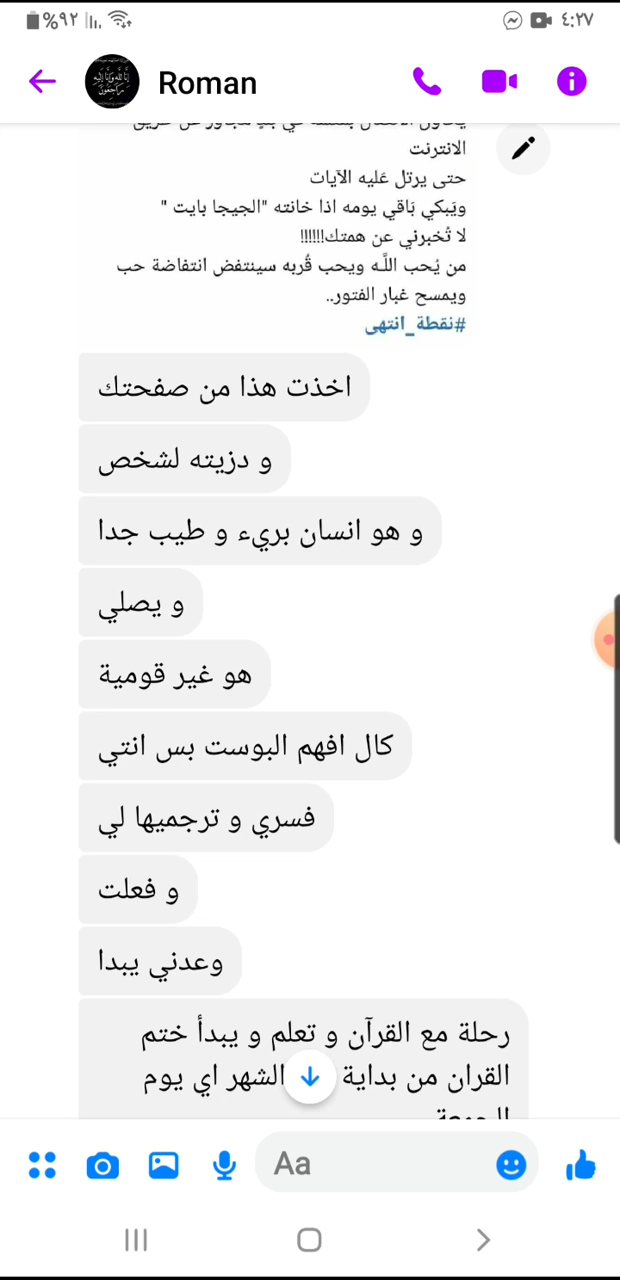 ٤:٢٧
%٩٢
Roman
الانترنت
حتى يرتل عَليه الآيات
ويَبكي بَاقي يومه اذا خانته "الجيجا بايت "
لا تُخبرني عن همتك!!!!!!
من يُحب اللَّـه ويحب قُربه سينتفض انتفاضة حب
ويمسح غبار الفتور..
#نقطة_انتهى
اخذت هذا من صفحتك
و دزيته لشخص
و هو انسان بريء و طيب جدا
و يصلي
هو غير قومية
كال افهم البوست بس انتي
فسري و ترجميها لي
و فعلت
وعدني يبدا
رحلة مع القرآن و تعلم و يبدأ ختم
القران من بداية الشهر اي يوم
Aa